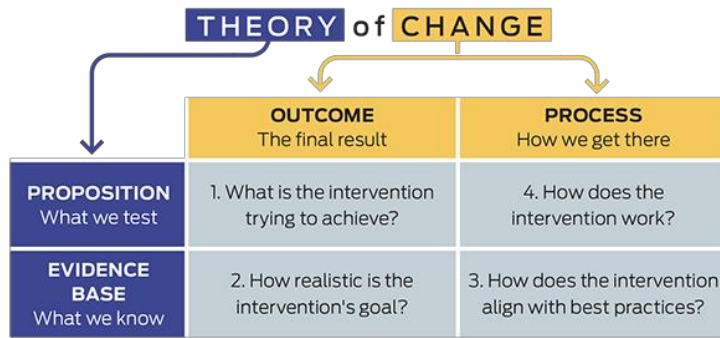 THEORY of CHANGE
OUTCOME
The final result
PROCESS
How we get there
PROPOSITION
What we test
1. What is the intervention
trying to achieve?
4. How does the
intervention work?
EVIDENCE
BASE
What we know
2. How realistic is the
intervention's goal?
3. How does the intervention
align with best practices?